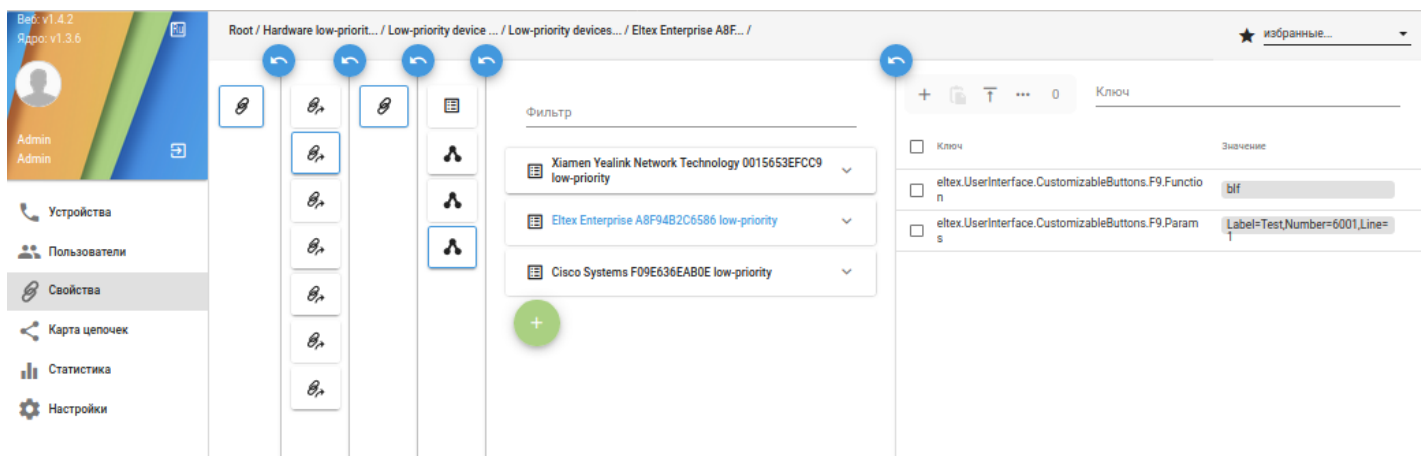 Веб: v1.4.2
Ядро: v1.3.6
Ru
Admin
Admin
Устройства
Пользователи
Свойства
Карта цепочек
Статистика
Настройки
Root / Hardware low-priorit... / Low-priority device ... / Low-priority devices... / Eltex Enterprise A8F... /
избранные...
Фильтр
Xiamen Yealink Network Technology 0015653EFCC9
low-priority
Eltex Enterprise A8F94B2C6586 low-priority
Cisco Systems F09E636EAB0E low-priority
+
+ ... 0 Ключ
Ключ Значение
eltex.UserInterface.CustomizableButtons.F9.Functio
n
blf
eltex.UserInterface.CustomizableButtons.F9.Param
s
Label=Test,Number=6001,Line=
1